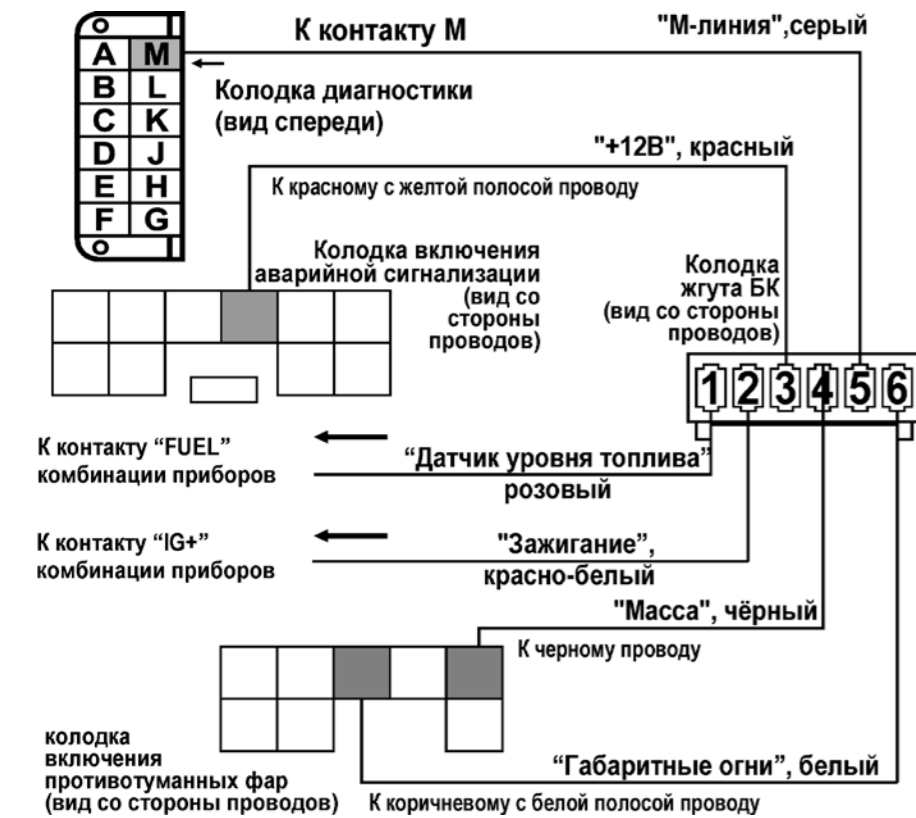 К контакту М
"М-линия",серый
A M
B L
C K
D J
E H
F G
Колодка диагностики
(вид спереди)
"+12В", красный
К красному с желтой полосой проводу
Колодка включения
аварийной сигнализации
(вид со
стороны
проводов)
Колодка
жгута БК
(вид со стороны
проводов)
1 2 3 4 5 6
К контакту “FUEL”
комбинации приборов
“Датчик уровня топлива”
розовый
К контакту “IG+”
комбинации приборов
"Зажигание”,
красно-белый
"Масса", чёрный
К черному проводу
колодка
включения
противотуманных фар
(вид со стороны проводов)
“Габаритные огни”, белый
К коричневому с белой полосой проводу